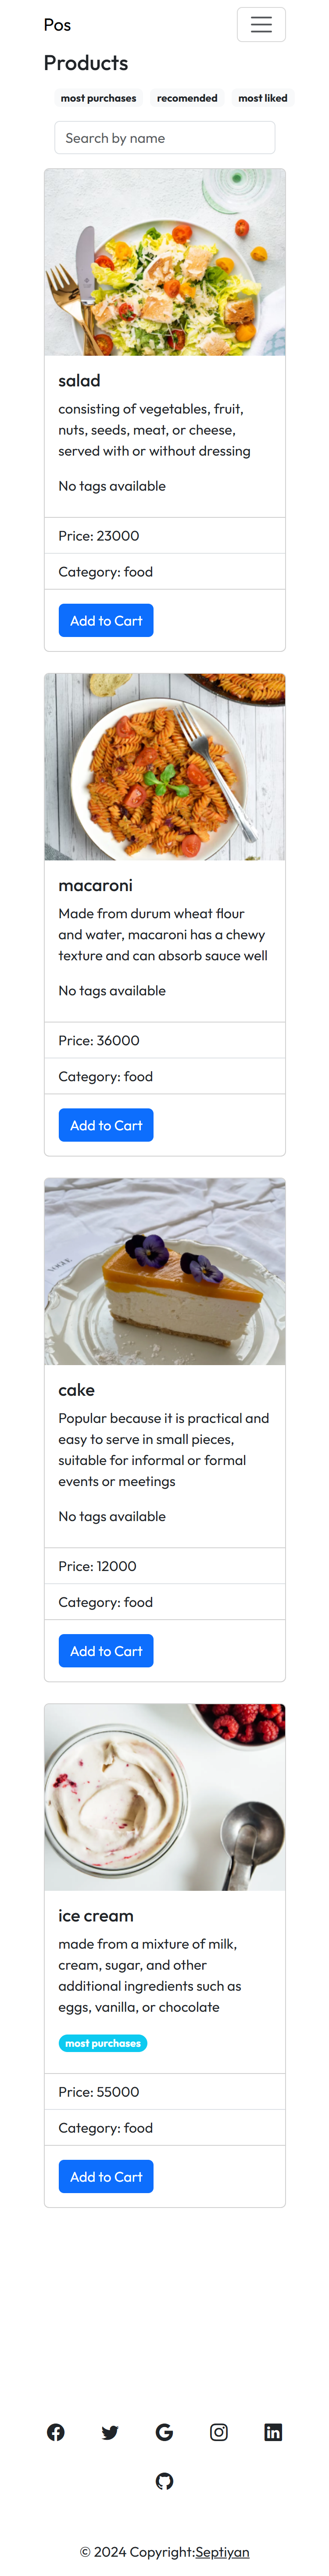 Pos
Products
most purchases recomended most liked
Search by name
salad
consisting of vegetables, fruit,
nuts, seeds, meat, or cheese,
served with or without dressing
No tags available
Price: 23000
Category: food
Add to Cart
macaroni
Made from durum wheat flour
and water, macaroni has a chewy
texture and can absorb sauce well
No tags available
Price: 36000
Category: food
Add to Cart
VOGUE
cake
Popular because it is practical and
easy to serve in small pieces,
suitable for informal or formal
events or meetings
No tags available
Price: 12000
Category: food
Add to Cart
ice cream
made from a mixture of milk,
cream, sugar, and other
additional ingredients such as
eggs, vanilla, or chocolate
most purchases
Price: 55000
Category: food
Add to Cart
© 2024 Copyright:Septiyan